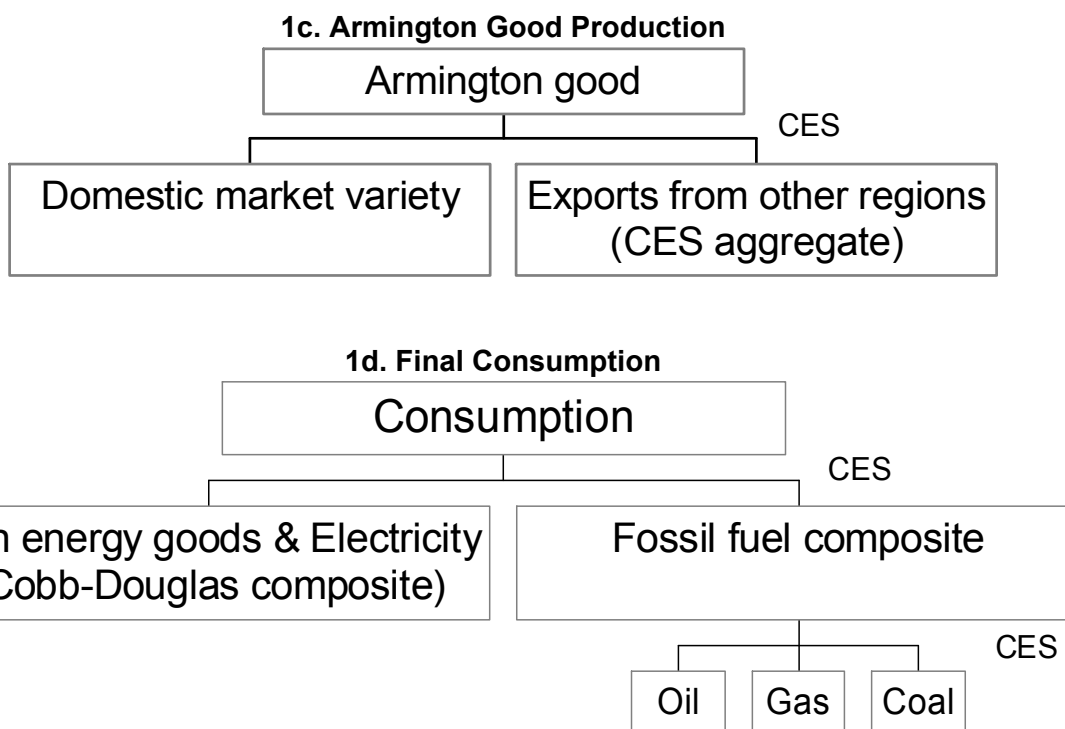 1c. Armington Good Production
Armington good
CES
Domestic market variety
Exports from other regions
(CES aggregate)
1d. Final Consumption
Consumption
CES
energy goods & Electricity
Cobb-Douglas composite)
Fossil fuel composite
CES
Oil
Gas
Coal